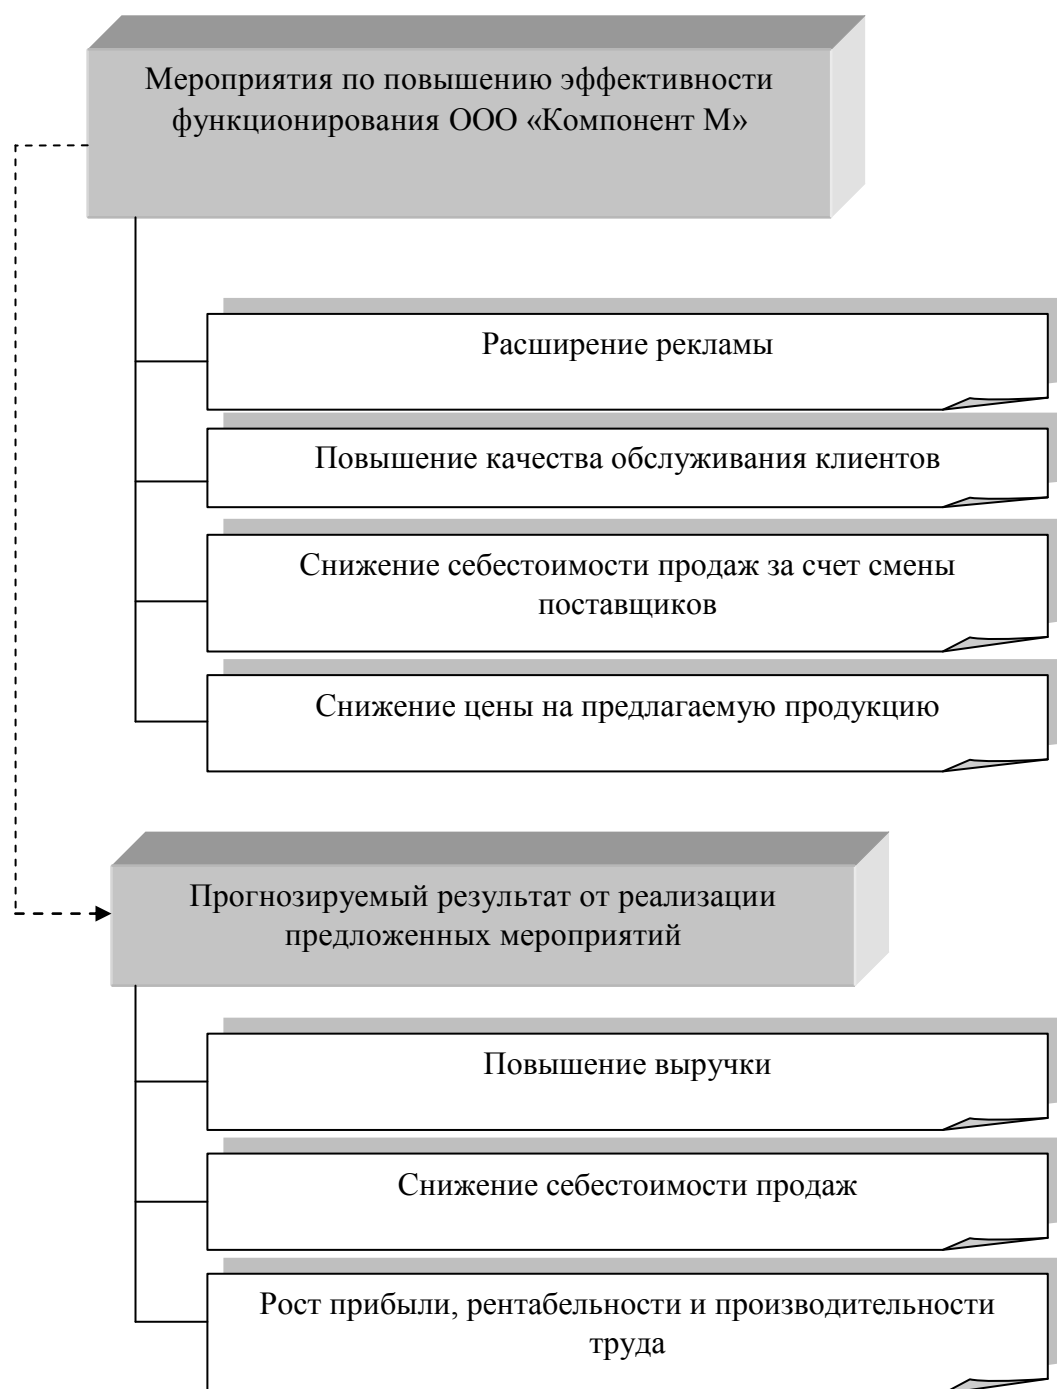 Мероприятия по повышению эффективности
функционирования ООО «Компонент М»
Расширение рекламы
Повышение качества обслуживания клиентов
Снижение себестоимости продаж за счет смены
поставщиков
Снижение цены на предлагаемую продукцию
Прогнозируемый результат от реализации
предложенных мероприятий
Повышение выручки
Снижение себестоимости продаж
Рост прибыли, рентабельности и производительности
труда